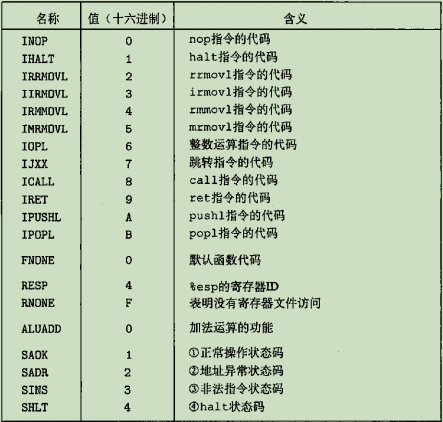 名称 值（十六进制） 含义
INOP 0 nop指令的代码
IHALT 1 halt指令的代码
IRRMOVL 2 rrmovl指令的代码
IIRMOVL 3 irmovl指令的代码
IRMMOVL 4 rmmovl指令的代码
IMRMOVL 5 mrmovl指令的代码
IOPL 6 整数运算指令的代码
IJXX 7 跳转指令的代码
ICALL 8 call指令的代码
IRET 9 ret指令的代码
IPUSHL A pushl指令的代码
IPOPL B popl指令的代码
FNONE 0 默认函数代码
RESP 4 %esp的寄存器ID
RNONE F 表明没有寄存器文件访问
ALUADD 0 加法运算的功能
SAOK 1 ①正常操作状态码
SADR 2 ②地址异常状态码
SINS 3 ③非法指令状态码
SHLT 4 ④halt状态码